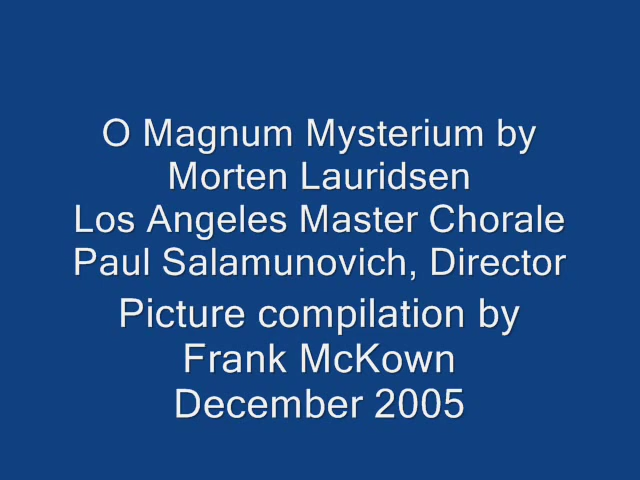 O Magnum Mysterium by
Morten Lauridsen
Los Angeles Master Chorale
Paul Salamunovich, Director
Picture compilation by
Frank McKown
December 2005